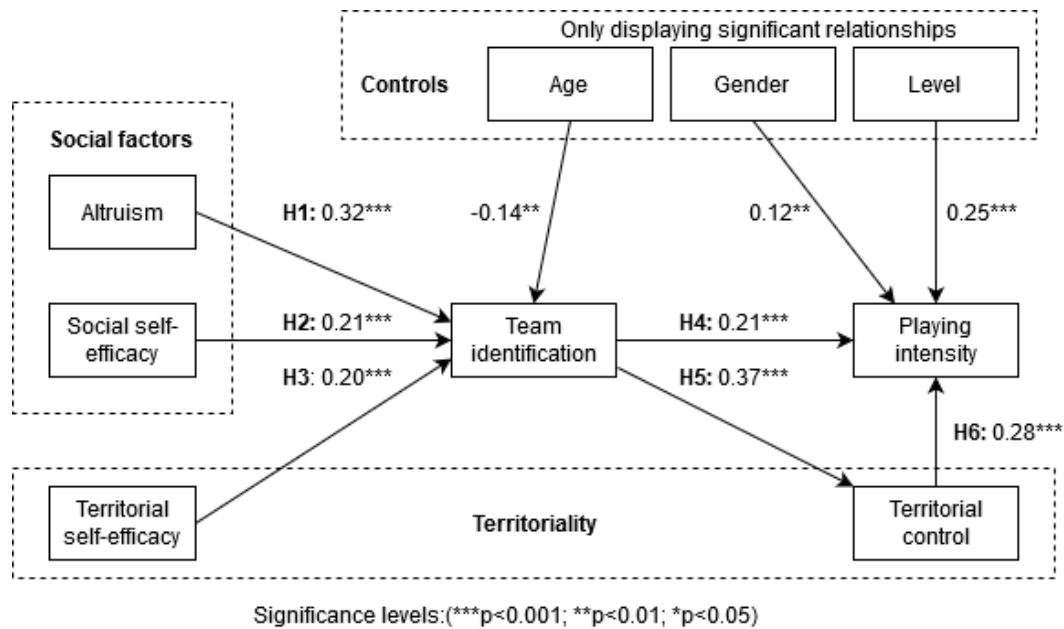 Only displaying significant relationships
Controls
Age
Gender
Level
Social factors
Altruism
H1: 0.32***
-0.14**
0.12**
0.25***
Social self-
efficacy
H2: 0.21***
Team
identification
H4: 0.21***
Playing
intensity
H3: 0.20***
H5: 0.37***
H6: 0.28***
Territorial
self-efficacy
Territoriality
Territorial
control
Significance levels:(***p<0.001; **p<0.01; *p<0.05)